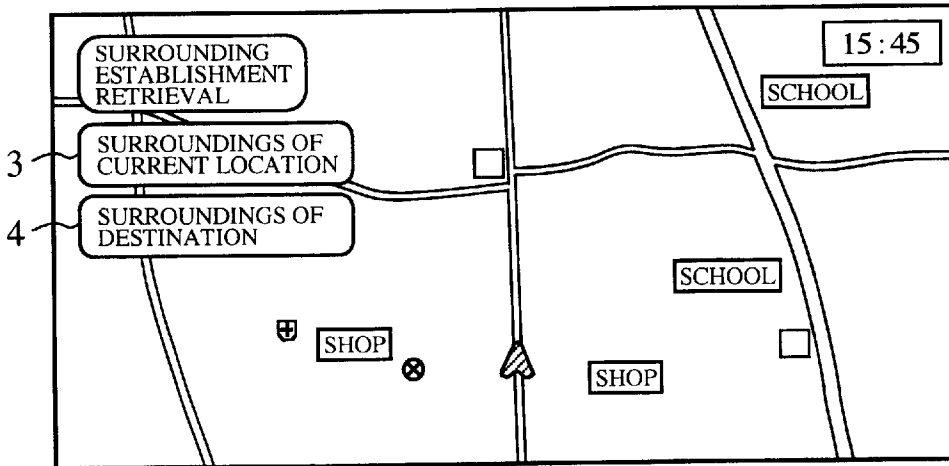 SURROUNDING
ESTABLISHMENT
RETRIEVAL
15:45
SCHOOL
3
SURROUNDINGS OF
CURRENT LOCATION
4
SURROUNDINGS OF
DESTINATION
SCHOOL
SHOP
SHOP